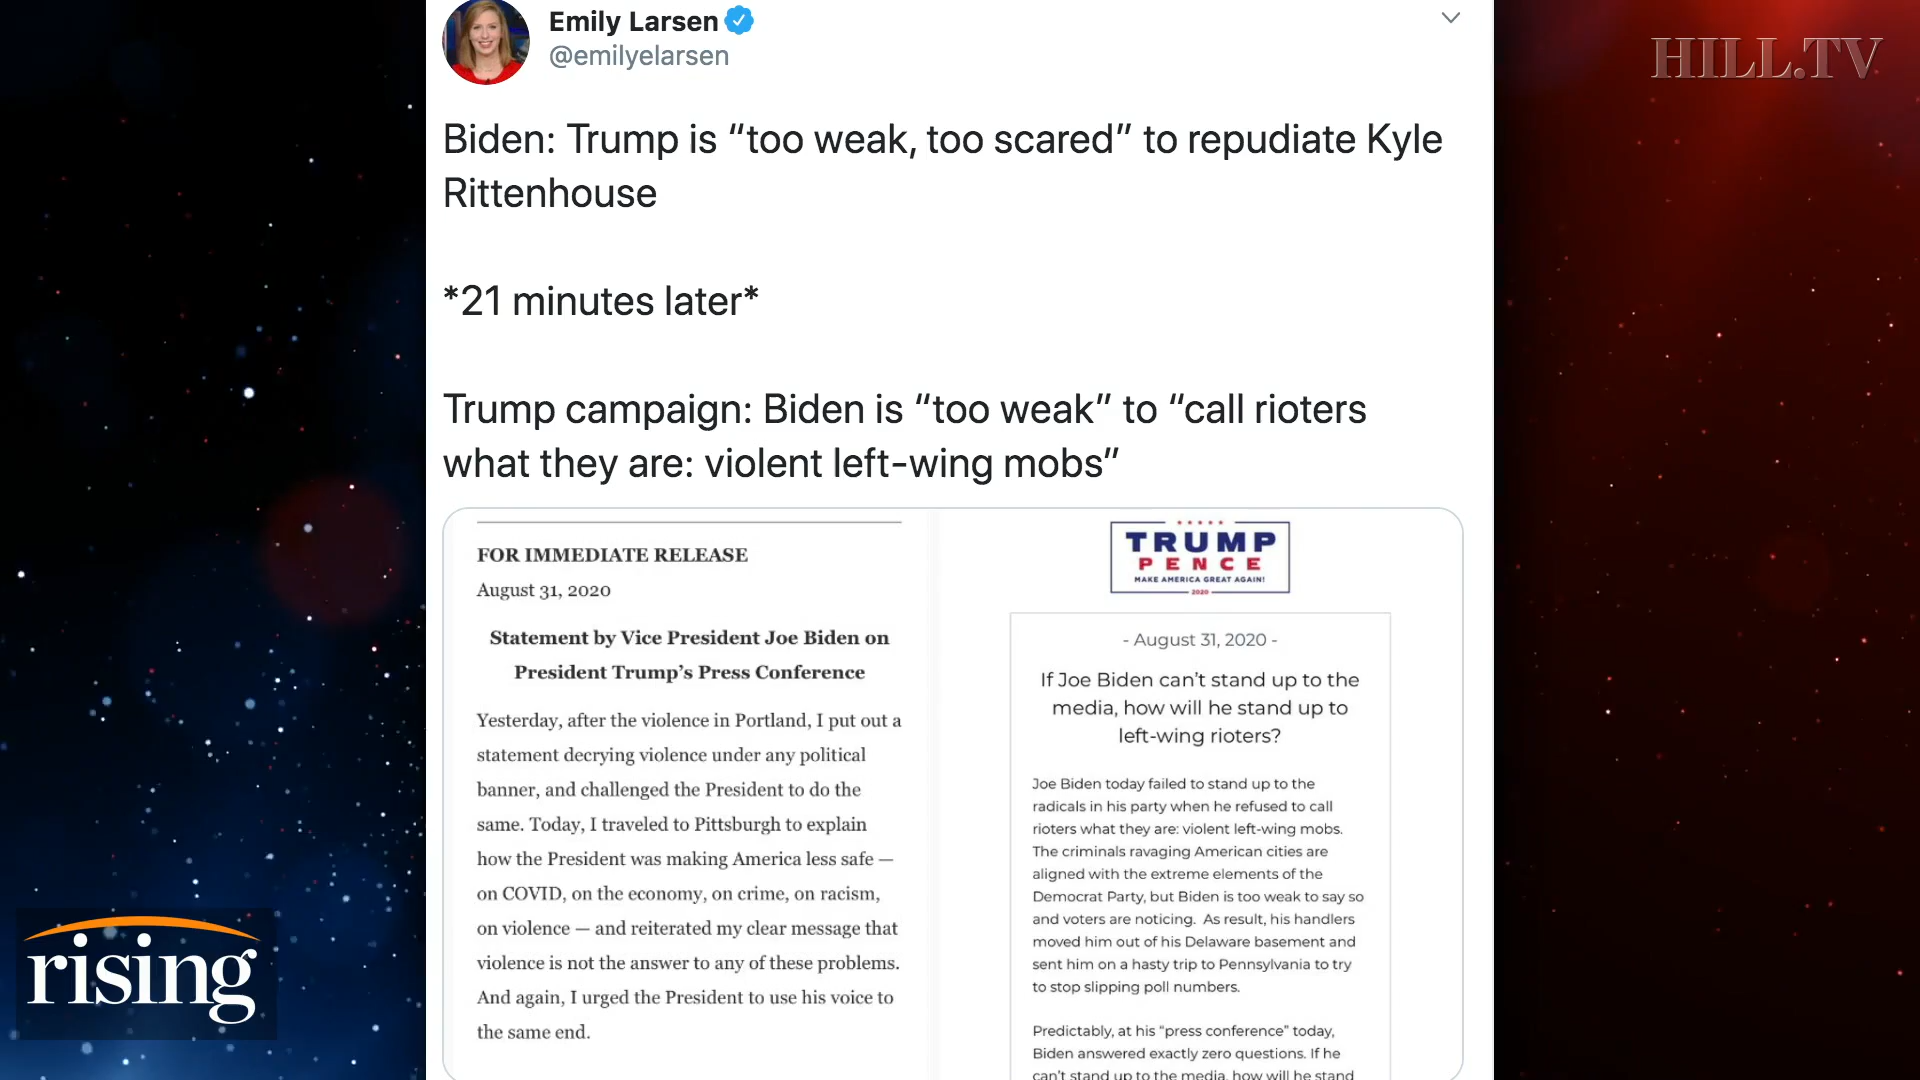 Emily Larsen
@emilyelarsen
HILL.TV
Biden: Trump is “too weak, too scared” to repudiate Kyle
Rittenhouse
*21 minutes later*
Trump campaign: Biden is “too weak” to “call rioters
what they are: violent left-wing mobs”
FOR IMMEDIATE RELEASE
August 31, 2020
Statement by Vice President Joe Biden on
President Trump’s Press Conference
Yesterday, after the violence in Portland, I put out a
statement decrying violence under any political
banner, and challenged the President to do the
same. Today, I traveled to Pittsburgh to explain
how the President was making America less safe —
on COVID, on the economy, on crime, on racism,
on violence — and reiterated my clear message that
violence is not the answer to any of these problems.
And again, I urged the President to use his voice to
the same end.
TRUMP
PENCE
MAKE AMERICA GREAT AGAIN!
2020
- August 31, 2020 -
If Joe Biden can’t stand up to the
media, how will he stand up to
left-wing rioters?
Joe Biden today failed to stand up to the
radicals in his party when he refused to call
rioters what they are: violent left-wing mobs.
The criminals ravaging American cities are
aligned with the extreme elements of the
Democrat Party, but Biden is too weak to say so
and voters are noticing. As result, his handlers
moved him out of his Delaware basement and
sent him on a hasty trip to Pennsylvania to try
to stop slipping poll numbers.
Predictably, at his “press conference” today,
Biden answered exactly zero questions. If he
can’t stand up to the media, how will he stand
rising